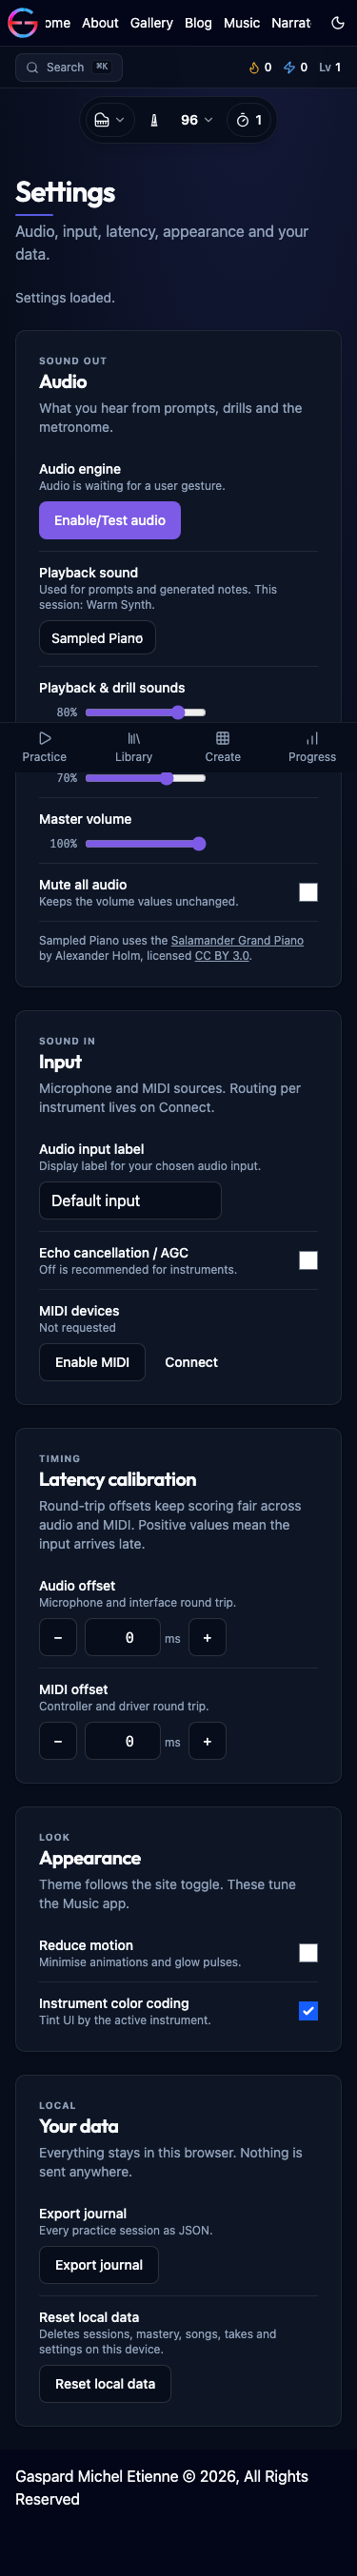 ome About Gallery Blog Music Narrat
Search ⌘K 0 0 Lv 1
96 1
Settings
Audio, input, latency, appearance and your
data.
Settings loaded.
SOUND OUT
Audio
What you hear from prompts, drills and the
metronome.
Audio engine
Audio is waiting for a user gesture.
Enable/Test audio
Playback sound
Used for prompts and generated notes. This
session: Warm Synth.
Sampled Piano
Playback & drill sounds
80%
Practice Library Create Progress
70%
Master volume
100%
Mute all audio
Keeps the volume values unchanged.
Sampled Piano uses the Salamander Grand Piano
by Alexander Holm, licensed CC BY 3.0.
SOUND IN
Input
Microphone and MIDI sources. Routing per
instrument lives on Connect.
Audio input label
Display label for your chosen audio input.
Default input
Echo cancellation / AGC
Off is recommended for instruments.
MIDI devices
Not requested
Enable MIDI Connect
TIMING
Latency calibration
Round-trip offsets keep scoring fair across
audio and MIDI. Positive values mean the
input arrives late.
Audio offset
Microphone and interface round trip.
− 0 ms +
MIDI offset
Controller and driver round trip.
− 0 ms +
LOOK
Appearance
Theme follows the site toggle. These tune
the Music app.
Reduce motion
Minimise animations and glow pulses.
Instrument color coding
Tint UI by the active instrument.
LOCAL
Your data
Everything stays in this browser. Nothing is
sent anywhere.
Export journal
Every practice session as JSON.
Export journal
Reset local data
Deletes sessions, mastery, songs, takes and
settings on this device.
Reset local data
Gaspard Michel Etienne © 2026, All Rights
Reserved